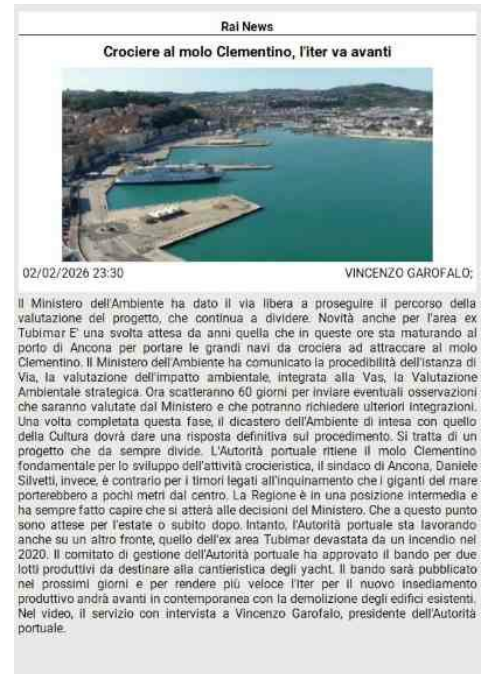 Rai News
Crociere al molo Clementino, l'iter va avanti
02/02/2026 23:30 VINCENZO GAROFALO;
Il Ministero dell'Ambiente ha dato il via libera a proseguire il percorso della
valutazione del progetto, che continua a dividere. Novità anche per l'area ex
Tubimar E' una svolta attesa da anni quella che in queste ore sta maturando al
porto di Ancona per portare le grandi navi da crociera ad attraccare al molo
Clementino. Il Ministero dell'Ambiente ha comunicato la procedibilità dell'istanza di
Via, la valutazione dell'impatto ambientale, integrata alla Vas, la Valutazione
Ambientale strategica. Ora scatteranno 60 giorni per inviare eventuali osservazioni
che saranno valutate dal Ministero e che potranno richiedere ulteriori integrazioni.
Una volta completata questa fase, il dicastero dell'Ambiente di intesa con quello
della Cultura dovrà dare una risposta definitiva sul procedimento. Si tratta di un
progetto che da sempre divide. L'Autorità portuale ritiene il molo Clementino
fondamentale per lo sviluppo dell'attività crocieristica, il sindaco di Ancona, Daniele
Silvetti, invece, è contrario per i timori legati all'inquinamento che i giganti del mare
porterebbero a pochi metri dal centro. La Regione è in una posizione intermedia e
ha sempre fatto capire che si atterà alle decisioni del Ministero. Che a questo punto
sono attese per l'estate o subito dopo. Intanto, l'Autorità portuale sta lavorando
anche su un altro fronte, quello dell'ex area Tubimar devastata da un incendio nel
2020. Il comitato di gestione dell'Autorità portuale ha approvato il bando per due
lotti produttivi da destinare alla cantieristica degli yacht. Il bando sarà pubblicato
nei prossimi giorni e per rendere più veloce l'iter per il nuovo insediamento
produttivo andrà avanti in contemporanea con la demolizione degli edifici esistenti.
Nel video, il servizio con intervista a Vincenzo Garofalo, presidente dell'Autorità
portuale.